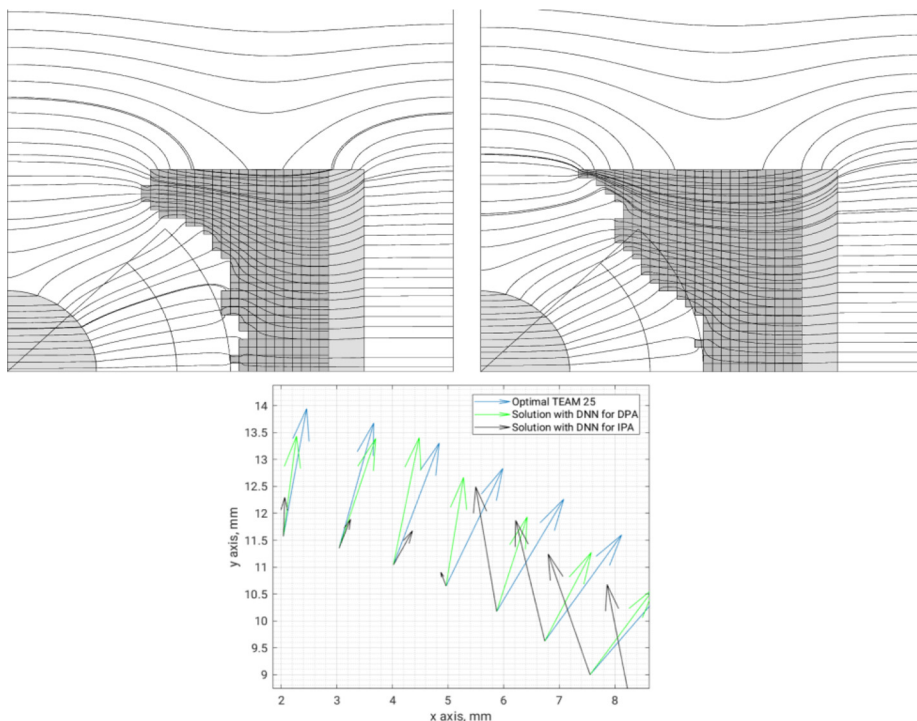 14
13.5
13
12.5
12
11.5
11
10.5
10
9.5
9
y axis, mm
Optimal TEAM 25
Solution with DNN for DPA
Solution with DNN for IPA
2 3 4 5 6 7 8
x axis, mm